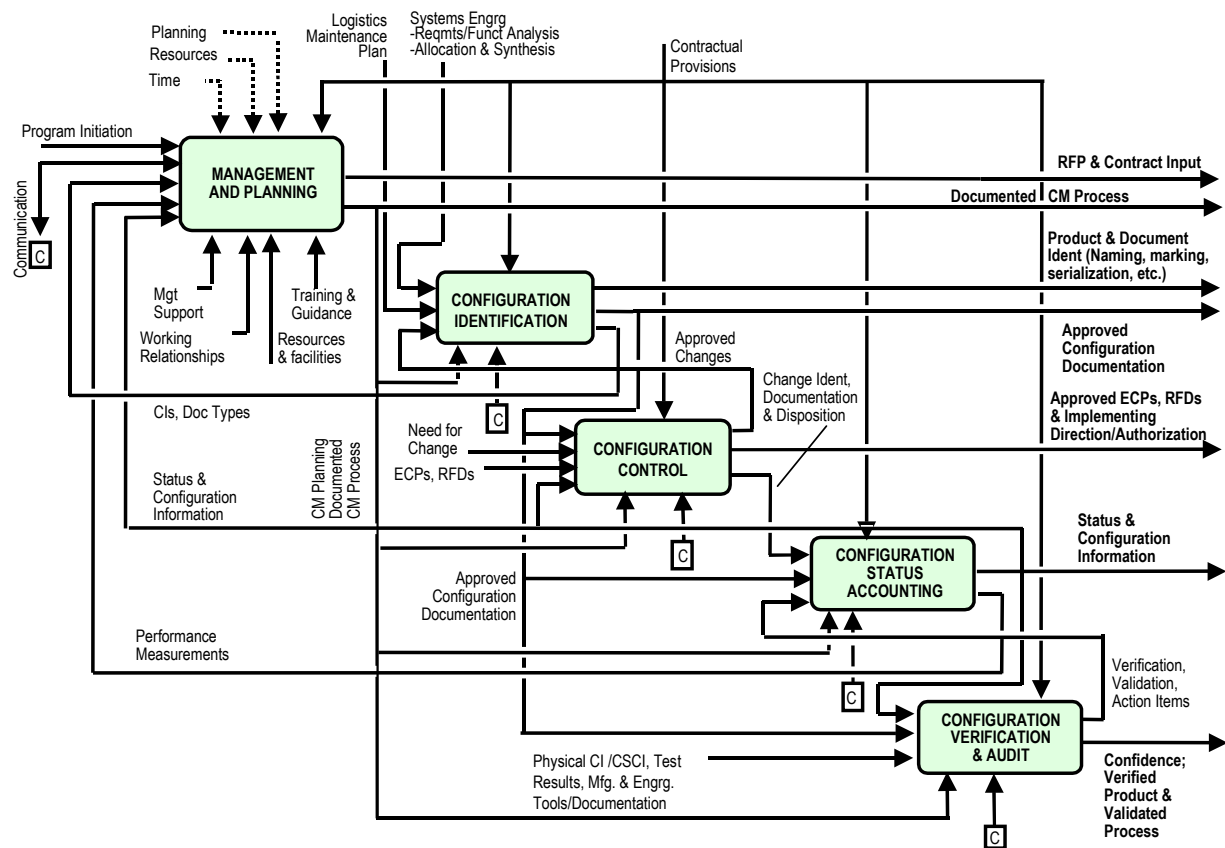 Planning
Resources
Time
Logistics
Maintenance
Plan
Systems Engrg
-Reqmts/Funct Analysis
-Allocation & Synthesis
Contractual
Provisions
Program Initiation
Communication
C
MANAGEMENT
AND PLANNING
RFP & Contract Input
Documented CM Process
Mgt
Support
Working
Relationships
Training &
Guidance
Resources
& facilities
CONFIGURATION
IDENTIFICATION
Product & Document
Ident (Naming, marking,
serialization, etc.)
Approved
Configuration
Documentation
Approved
Changes
C
CIs, Doc Types
Change Ident,
Documentation
& Disposition
Need for
Change
ECPs, RFDs
CONFIGURATION
CONTROL
Approved ECPs, RFDs
& Implementing
Direction/Authorization
Status &
Configuration
Information
CM Planning
Documented
CM Process
C
CONFIGURATION
STATUS
ACCOUNTING
Status &
Configuration
Information
Approved
Configuration
Documentation
Performance
Measurements
C
Verification,
Validation,
Action Items
CONFIGURATION
VERIFICATION
& AUDIT
Physical CI /CSCI, Test
Results, Mfg. & Engrg.
Tools/Documentation
Confidence;
Verified
Product &
Validated
Process
C